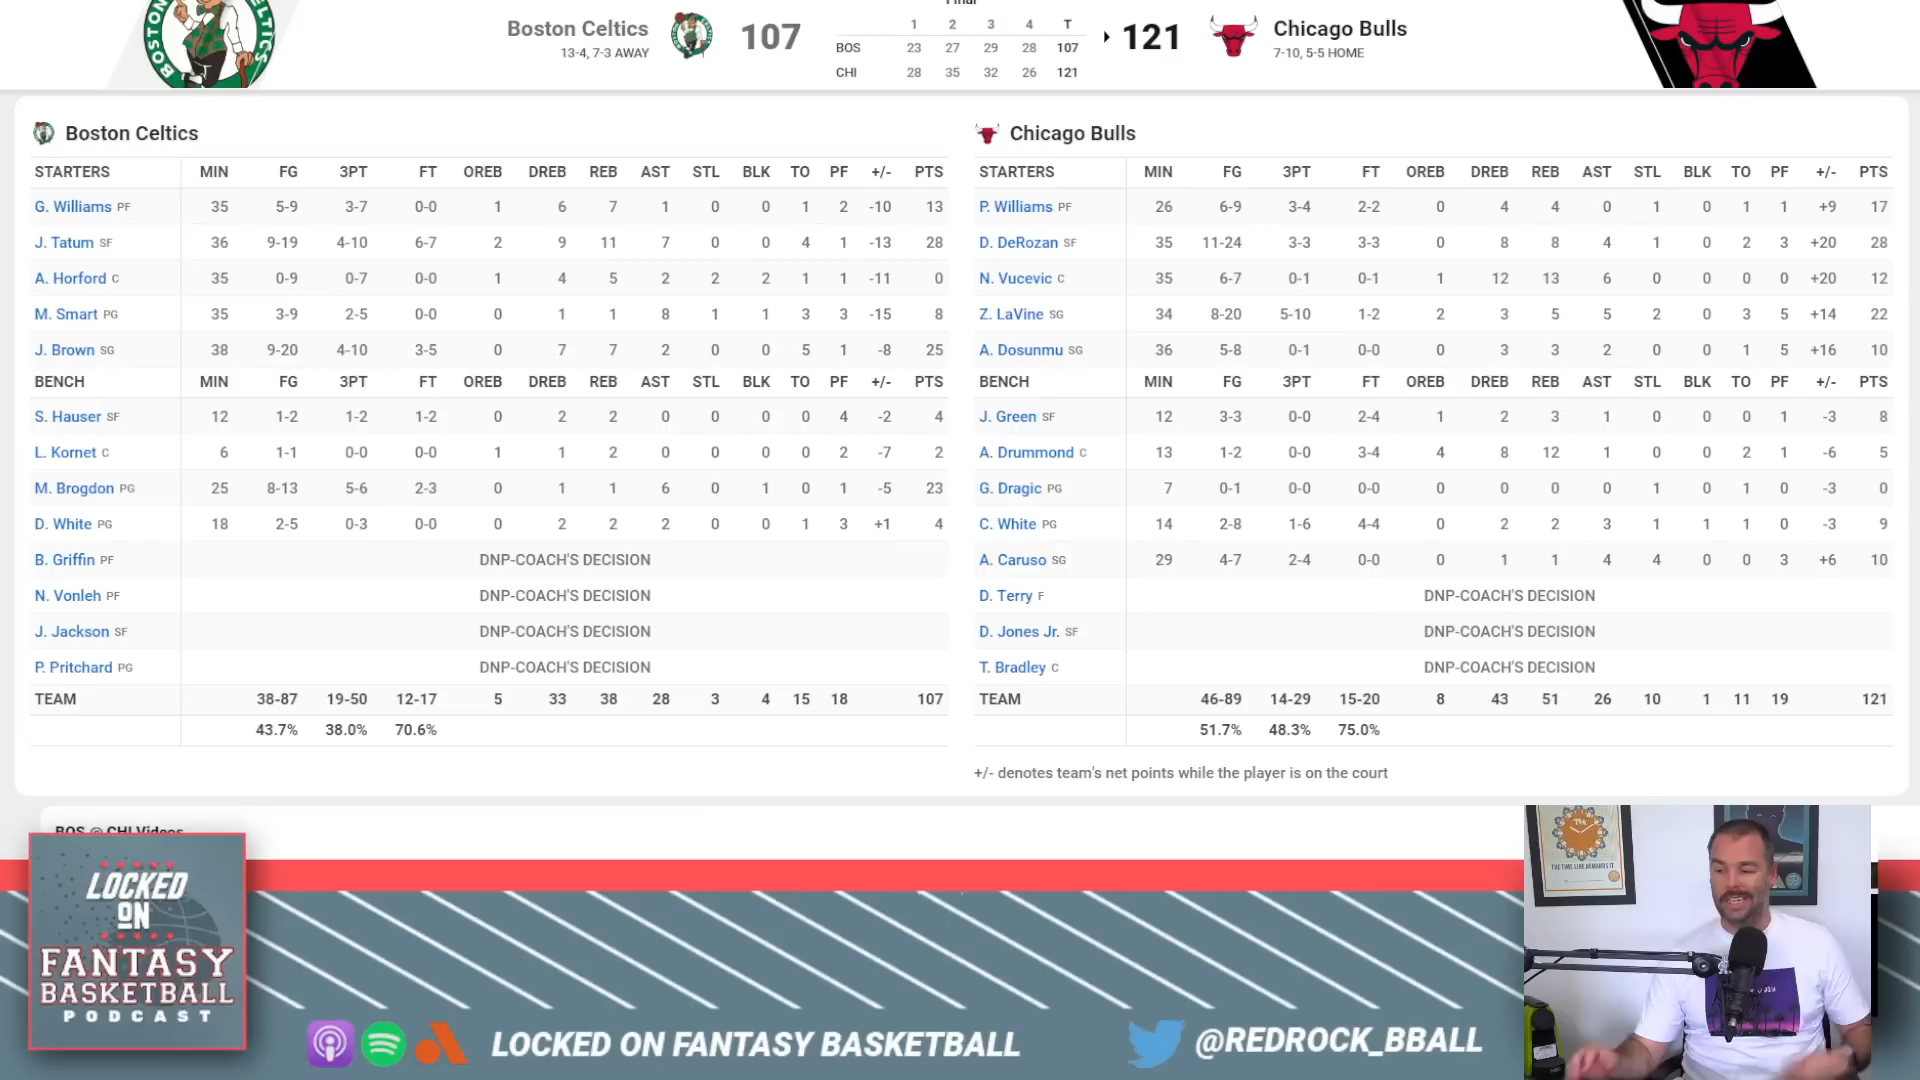 Final
Boston Celtics
13-4, 7-3 AWAY
107
1 2 3 4 T
BOS 23 27 29 28 107
CHI 28 35 32 26 121
121
Chicago Bulls
7-10, 5-5 HOME
BOSTON CELTICS
Boston Celtics
STARTERS MIN FG 3PT FT OREB DREB REB AST STL BLK TO PF +/- PTS
G. Williams PF 35 5-9 3-7 0-0 1 6 7 1 0 0 1 2 -10 13
J. Tatum SF 36 9-19 4-10 6-7 2 9 11 7 0 0 4 1 -13 28
A. Horford C 35 0-9 0-7 0-0 1 4 5 2 2 2 1 1 -11 0
M. Smart PG 35 3-9 2-5 0-0 0 1 1 8 1 1 3 3 -15 8
J. Brown SG 38 9-20 4-10 3-5 0 7 7 2 0 0 5 1 -8 25
BENCH MIN FG 3PT FT OREB DREB REB AST STL BLK TO PF +/- PTS
S. Hauser SF 12 1-2 1-2 1-2 0 2 2 0 0 0 0 4 -2 4
L. Kornet C 6 1-1 0-0 0-0 1 1 2 0 0 0 0 2 -7 2
M. Brogdon PG 25 8-13 5-6 2-3 0 1 1 6 0 1 0 1 -5 23
D. White PG 18 2-5 0-3 0-0 0 2 2 2 0 0 1 3 +1 4
B. Griffin PF DNP-COACH'S DECISION
N. Vonleh PF DNP-COACH'S DECISION
J. Jackson SF DNP-COACH'S DECISION
P. Pritchard PG DNP-COACH'S DECISION
TEAM 38-87 19-50 12-17 5 33 38 28 3 4 15 18 107
43.7% 38.0% 70.6%
Chicago Bulls
STARTERS MIN FG 3PT FT OREB DREB REB AST STL BLK TO PF +/- PTS
P. Williams PF 26 6-9 3-4 2-2 0 4 4 0 1 0 1 1 +9 17
D. DeRozan SF 35 11-24 3-3 3-3 0 8 8 4 1 0 2 3 +20 28
N. Vucevic C 35 6-7 0-1 0-1 1 12 13 6 0 0 0 0 +20 12
Z. LaVine SG 34 8-20 5-10 1-2 2 3 5 5 2 0 3 5 +14 22
A. Dosunmu SG 36 5-8 0-1 0-0 0 3 3 2 0 0 1 5 +16 10
BENCH MIN FG 3PT FT OREB DREB REB AST STL BLK TO PF +/- PTS
J. Green SF 12 3-3 0-0 2-4 1 2 3 1 0 0 0 1 -3 8
A. Drummond C 13 1-2 0-0 3-4 4 8 12 1 0 0 2 1 -6 5
G. Dragic PG 7 0-1 0-0 0-0 0 0 0 0 1 0 1 0 -3 0
C. White PG 14 2-8 1-6 4-4 0 2 2 3 1 1 1 0 -3 9
A. Caruso SG 29 4-7 2-4 0-0 0 1 1 4 4 0 0 3 +6 10
D. Terry F DNP-COACH'S DECISION
D. Jones Jr. SF DNP-COACH'S DECISION
T. Bradley C DNP-COACH'S DECISION
TEAM 46-89 14-29 15-20 8 43 51 26 10 1 11 19 121
51.7% 48.3% 75.0%
+/- denotes team's net points while the player is on the court
BOS @ CHI Videos
LOCKED
ON
FANTASY
BASKETBALL
PODCAST
LOCKED ON FANTASY BASKETBALL
@REDROCK_BBALL
THE TIME LINE DEMANDS IT